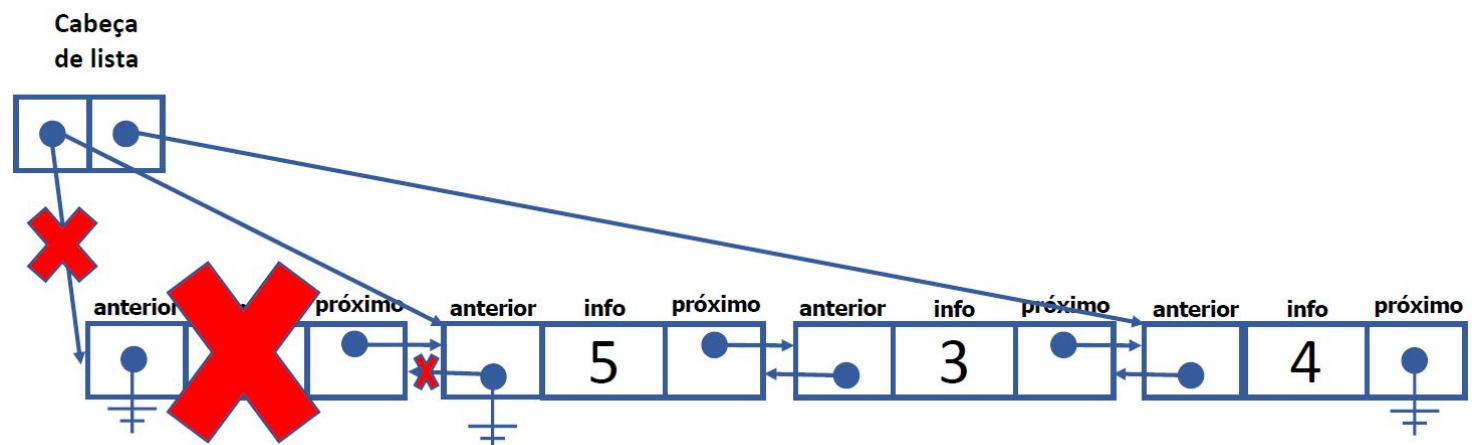 Cabeça
de lista
anterior próximo anterior info próximo anterior info próximo anterior info próximo
5 3 4